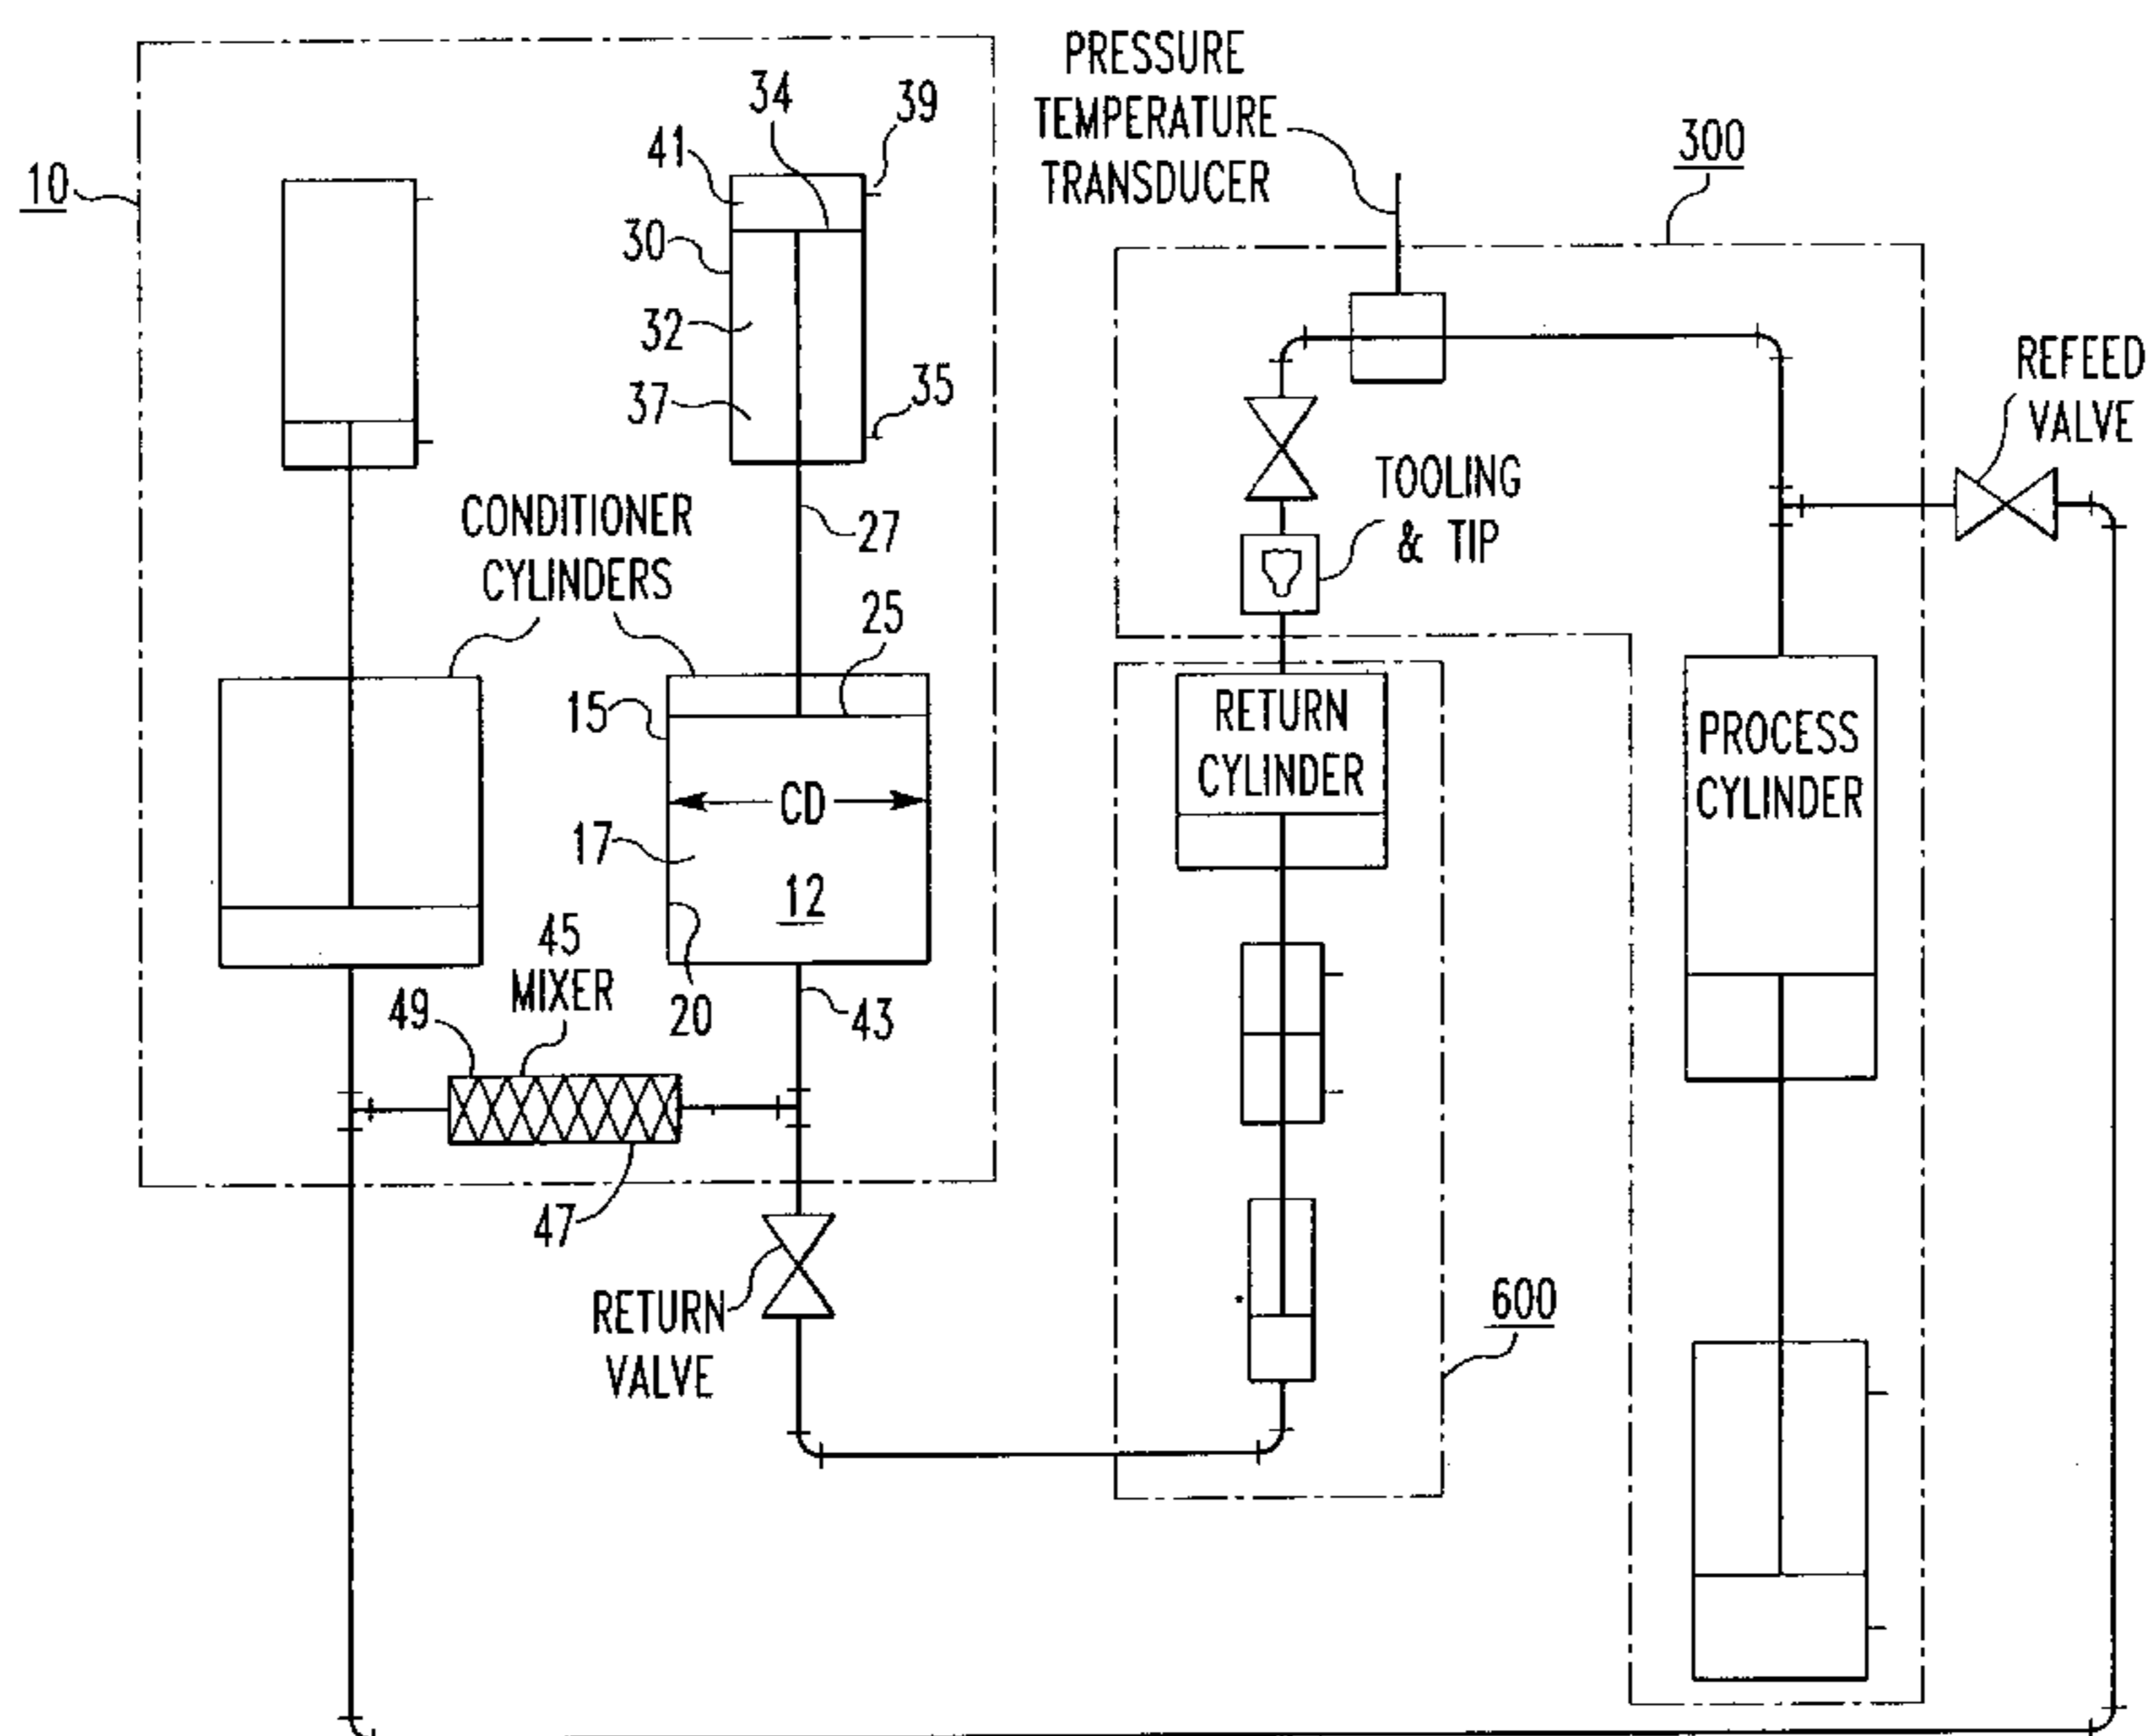 10
41
34
39
30
32
37
35
27
CONDITIONER
CYLINDERS
25
15
CD
17
12
20
43
45
MIXER
49
47
RETURN
VALVE
PRESSURE
TEMPERATURE
TRANSDUCER
300
REFEED
VALVE
TOOLING
& TIP
RETURN
CYLINDER
PROCESS
CYLINDER
600